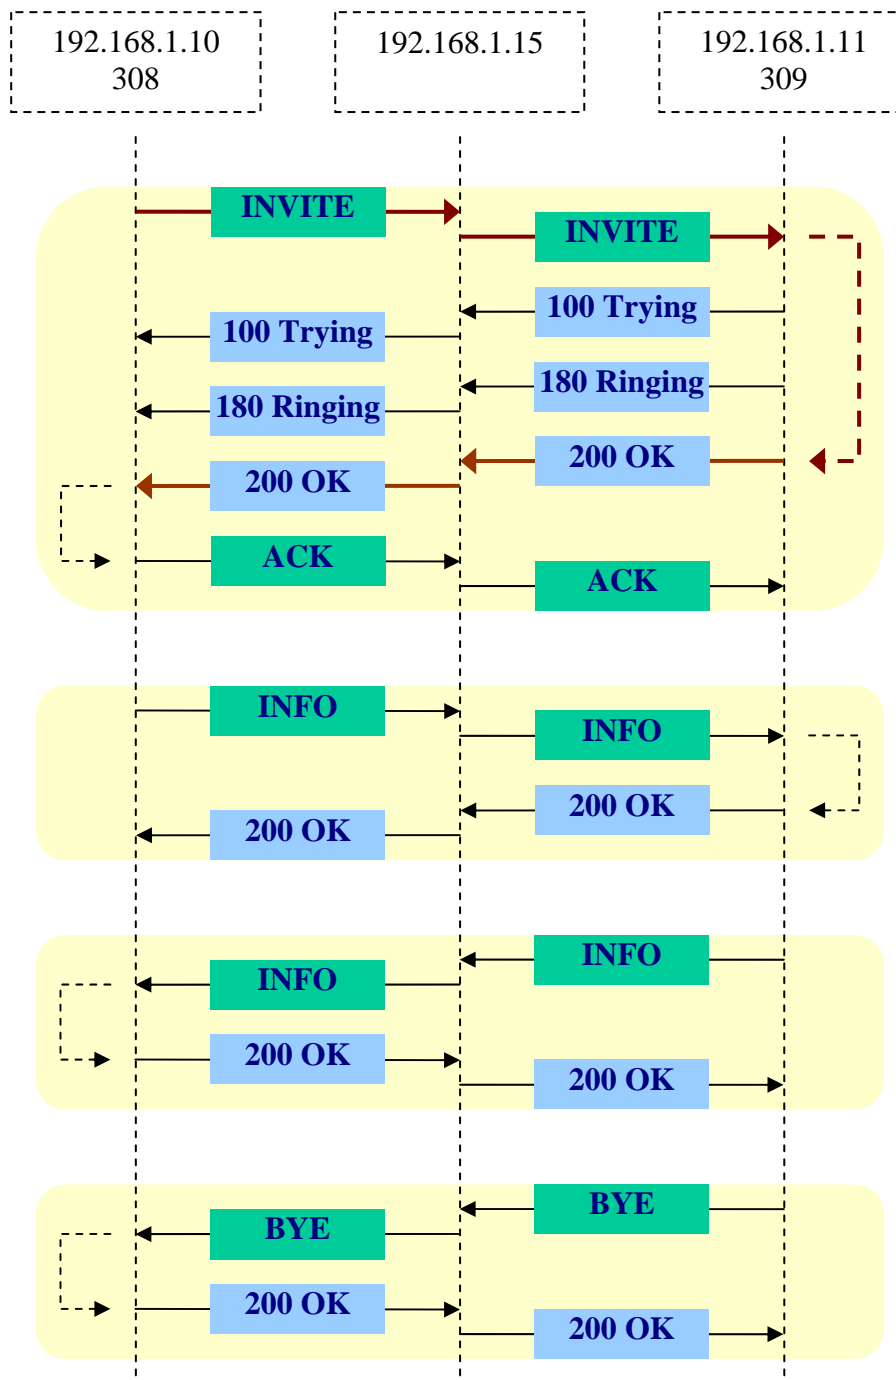 192.168.1.10
308
192.168.1.15
192.168.1.11
309
INVITE
INVITE
100 Trying
100 Trying
180 Ringing
180 Ringing
200 OK
200 OK
ACK
ACK
INFO
INFO
200 OK
200 OK
INFO
INFO
200 OK
200 OK
BYE
BYE
200 OK
200 OK